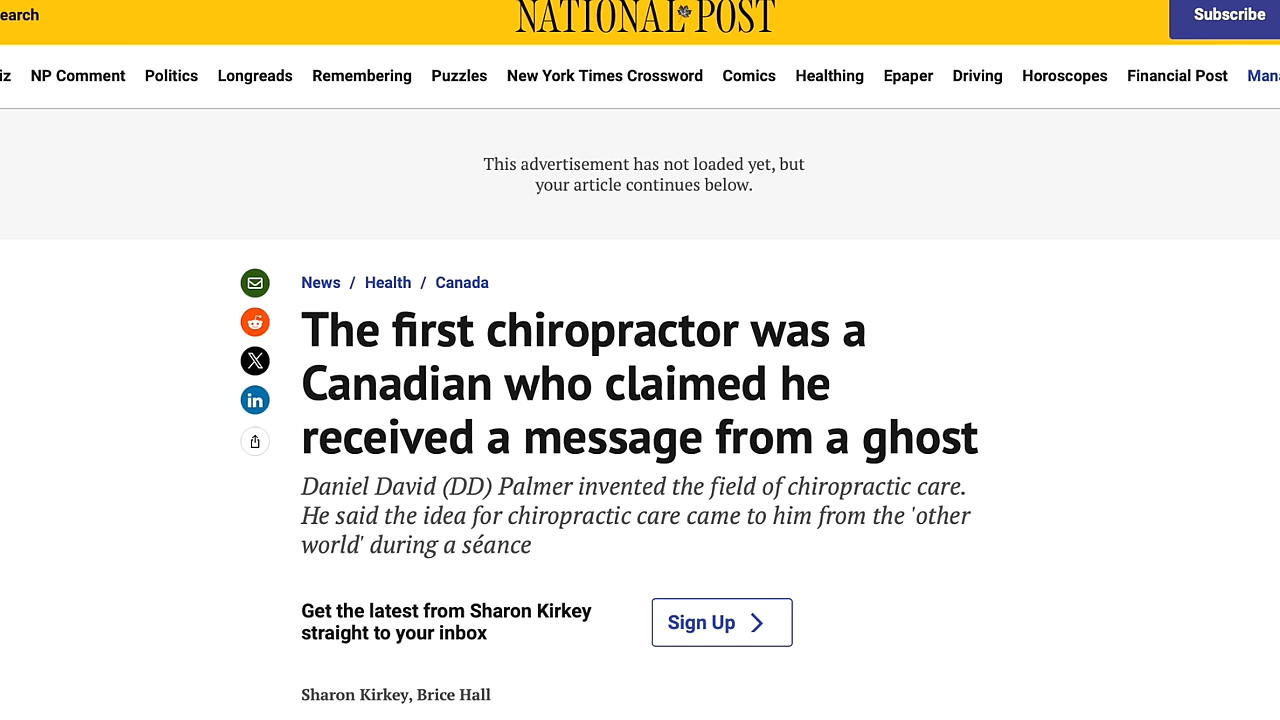 earch
NATIONAL POST
Subscribe
iz NP Comment Politics Longreads Remembering Puzzles New York Times Crossword Comics Healthing Epaper Driving Horoscopes Financial Post Mana
This advertisement has not loaded yet, but
your article continues below.
News / Health / Canada
The first chiropractor was a
Canadian who claimed he
received a message from a ghost
Daniel David (DD) Palmer invented the field of chiropractic care.
He said the idea for chiropractic care came to him from the 'other
world' during a séance
Get the latest from Sharon Kirkey
straight to your inbox
Sign Up
Sharon Kirkey, Brice Hall